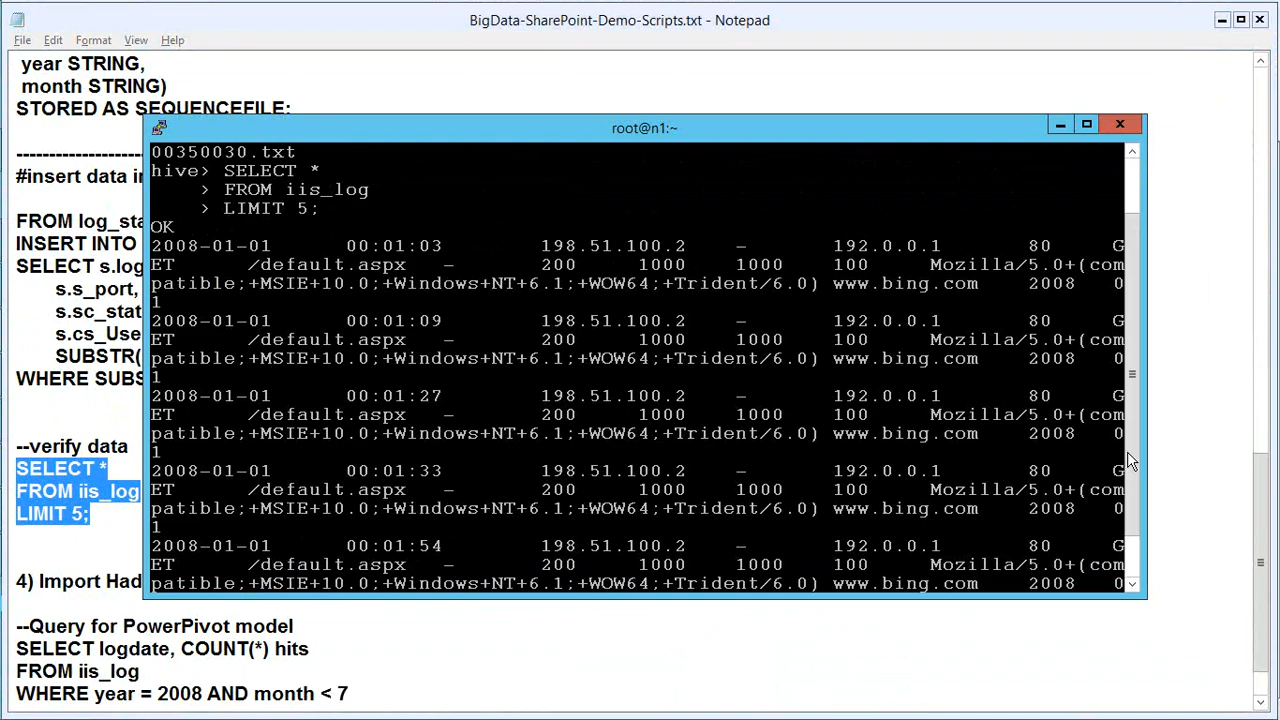 BigData-SharePoint-Demo-Scripts.txt - Notepad
File Edit Format View Help
year STRING,
month STRING)
STORED AS SEQUENCEFILE;
#insert data i
FROM log_sta
INSERT INTO
SELECT s.log
s.s_port,
s.sc_stat
s.cs_Use
SUBSTR(
WHERE SUBS
--verify data
SELECT *
FROM iis_log
LIMIT 5;
4) Import Had
--Query for PowerPivot model
SELECT logdate, COUNT(*) hits
FROM iis_log
WHERE year = 2008 AND month < 7
root@n1:~
00350030.txt
hive> SELECT *
> FROM iis_log
> LIMIT 5;
OK
2008-01-01 00:01:03 198.51.100.2 - 192.0.0.1 80 G
ET /default.aspx - 200 1000 1000 100 Mozilla/5.0+(com
patible;+MSIE+10.0;+Windows+NT+6.1;+WOW64;+Trident/6.0) www.bing.com 2008 0
1
2008-01-01 00:01:09 198.51.100.2 - 192.0.0.1 80 G
ET /default.aspx - 200 1000 1000 100 Mozilla/5.0+(com
patible;+MSIE+10.0;+Windows+NT+6.1;+WOW64;+Trident/6.0) www.bing.com 2008 0
1
2008-01-01 00:01:27 198.51.100.2 - 192.0.0.1 80 G
ET /default.aspx - 200 1000 1000 100 Mozilla/5.0+(com
patible;+MSIE+10.0;+Windows+NT+6.1;+WOW64;+Trident/6.0) www.bing.com 2008 0
1
2008-01-01 00:01:33 198.51.100.2 - 192.0.0.1 80 G
ET /default.aspx - 200 1000 1000 100 Mozilla/5.0+(com
patible;+MSIE+10.0;+Windows+NT+6.1;+WOW64;+Trident/6.0) www.bing.com 2008 0
1
2008-01-01 00:01:54 198.51.100.2 - 192.0.0.1 80 G
ET /default.aspx - 200 1000 1000 100 Mozilla/5.0+(com
patible;+MSIE+10.0;+Windows+NT+6.1;+WOW64;+Trident/6.0) www.bing.com 2008 0